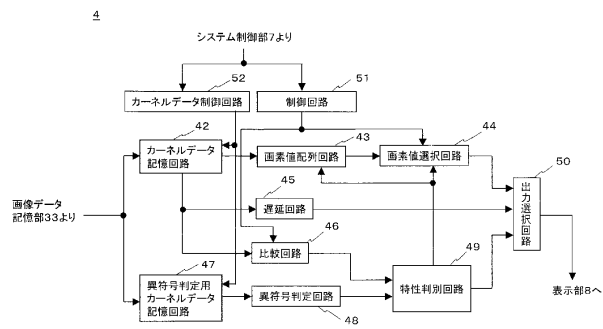 4
システム制御部7より
52
51
カーネルデータ制御回路
制御回路
42
43
44
カーネルデータ
記憶回路
画素値配列回路
画素値選択回路
50
画像データ
記憶部33より
45
遅延回路
出力選択回路
46
比較回路
49
47
異符号判定用
カーネルデータ
記憶回路
異符号判定回路
特性判別回路
表示部8へ
48